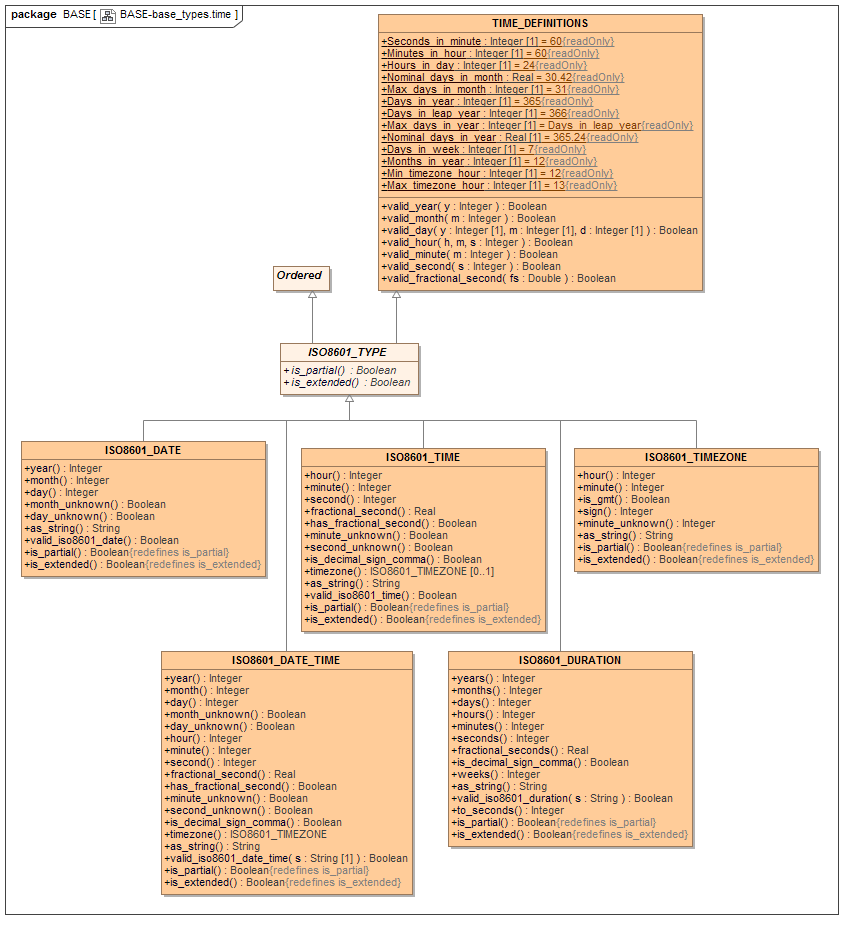 package BASE [ BASE-base_types.time ]
TIME_DEFINITIONS
+Seconds_in_minute : Integer [1] = 60{readOnly}
+Minutes_in_hour : Integer [1] = 60{readOnly}
+Hours_in_day : Integer [1] = 24{readOnly}
+Nominal_days_in_month : Real = 30.42{readOnly}
+Max_days_in_month : Integer [1] = 31{readOnly}
+Days_in_year : Integer [1] = 365{readOnly}
+Days_in_leap_year : Integer [1] = 366{readOnly}
+Max_days_in_year : Integer [1] = Days_in_leap_year{readOnly}
+Nominal_days_in_year : Real [1] = 365.24{readOnly}
+Days_in_week : Integer [1] = 7{readOnly}
+Months_in_year : Integer [1] = 12{readOnly}
+Min_timezone_hour : Integer [1] = 12{readOnly}
+Max_timezone_hour : Integer [1] = 13{readOnly}
+valid_year( y : Integer ) : Boolean
+valid_month( m : Integer ) : Boolean
+valid_day( y : Integer [1], m : Integer [1], d : Integer [1] ) : Boolean
+valid_hour( h, m, s : Integer ) : Boolean
+valid_minute( m : Integer ) : Boolean
+valid_second( s : Integer ) : Boolean
+valid_fractional_second( fs : Double ) : Boolean
Ordered
ISO8601_TYPE
+ is_partial() : Boolean
+ is_extended() : Boolean
ISO8601_DATE
+year() : Integer
+month() : Integer
+day() : Integer
+month_unknown() : Boolean
+day_unknown() : Boolean
+as_string() : String
+valid_iso8601_date() : Boolean
+is_partial() : Boolean{redefines is_partial}
+is_extended() : Boolean{redefines is_extended}
ISO8601_TIME
+hour() : Integer
+minute() : Integer
+second() : Integer
+fractional_second() : Real
+has_fractional_second() : Boolean
+minute_unknown() : Boolean
+second_unknown() : Boolean
+is_decimal_sign_comma() : Boolean
+timezone() : ISO8601_TIMEZONE [0..1]
+as_string() : String
+valid_iso8601_time() : Boolean
+is_partial() : Boolean{redefines is_partial}
+is_extended() : Boolean{redefines is_extended}
ISO8601_TIMEZONE
+hour() : Integer
+minute() : Integer
+is_gmt() : Boolean
+sign() : Integer
+minute_unknown() : Integer
+as_string() : String
+is_partial() : Boolean{redefines is_partial}
+is_extended() : Boolean{redefines is_extended}
ISO8601_DATE_TIME
+year() : Integer
+month() : Integer
+day() : Integer
+month_unknown() : Boolean
+day_unknown() : Boolean
+hour() : Integer
+minute() : Integer
+second() : Integer
+fractional_second() : Real
+has_fractional_second() : Boolean
+minute_unknown() : Boolean
+second_unknown() : Boolean
+is_decimal_sign_comma() : Boolean
+timezone() : ISO8601_TIMEZONE
+as_string() : String
+valid_iso8601_date_time( s : String [1] ) : Boolean
+is_partial() : Boolean{redefines is_partial}
+is_extended() : Boolean{redefines is_extended}
ISO8601_DURATION
+years() : Integer
+months() : Integer
+days() : Integer
+hours() : Integer
+minutes() : Integer
+seconds() : Integer
+fractional_seconds() : Real
+is_decimal_sign_comma() : Boolean
+weeks() : Integer
+as_string() : String
+valid_iso8601_duration( s : String ) : Boolean
+to_seconds() : Integer
+is_partial() : Boolean{redefines is_partial}
+is_extended() : Boolean{redefines is_extended}